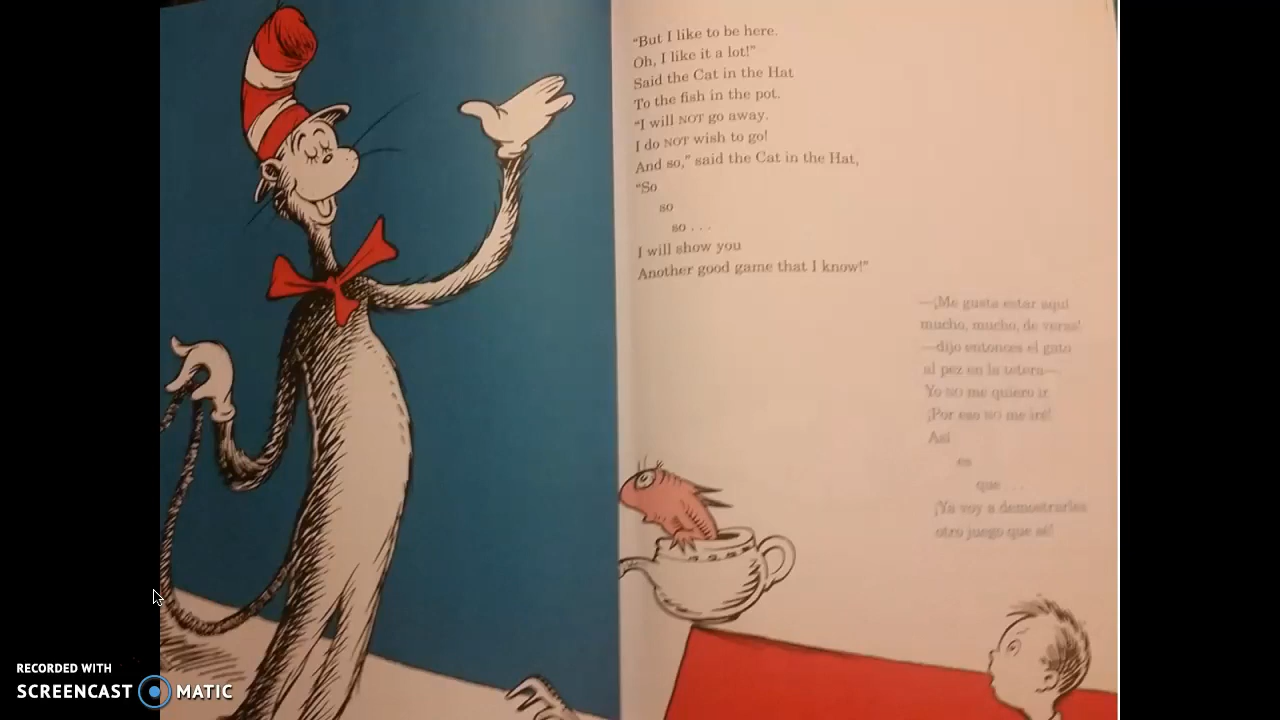 “But I like to be here.
Oh, I like it a lot!”
Said the Cat in the Hat
To the fish in the pot.
“I will NOT go away.
I do NOT wish to go!
And so,” said the Cat in the Hat,
“So
so
so . . .
I will show you
Another good game that I know!”
—¡Me gusta estar aquí
mucho, mucho, de veras!
—dijo entonces el gato
al pez en la tetera—
Yo NO me quiero ir.
¡Por eso NO me iré!
Así
es
que . . .
¡Ya voy a demostrarles
otro juego que sé!
RECORDED WITH
SCREENCAST MATIC